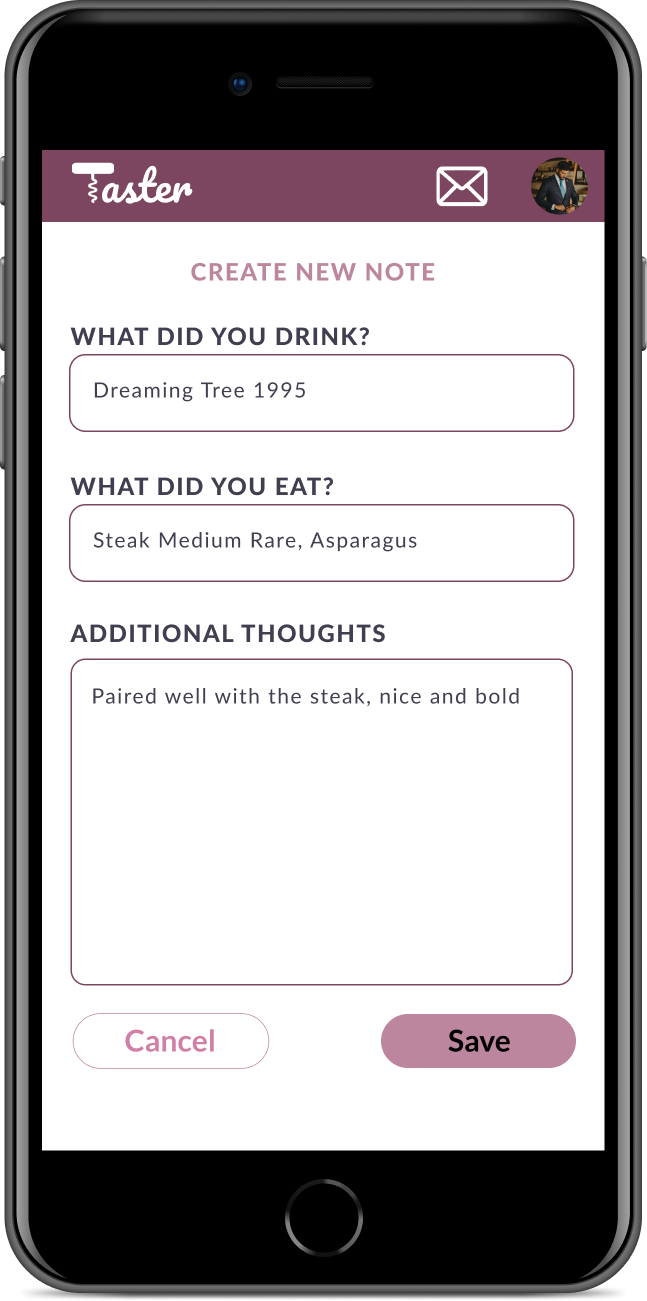 Taster
CREATE NEW NOTE
WHAT DID YOU DRINK?
Dreaming Tree 1995
WHAT DID YOU EAT?
Steak Medium Rare, Asparagus
ADDITIONAL THOUGHTS
Paired well with the steak, nice and bold
Cancel
Save